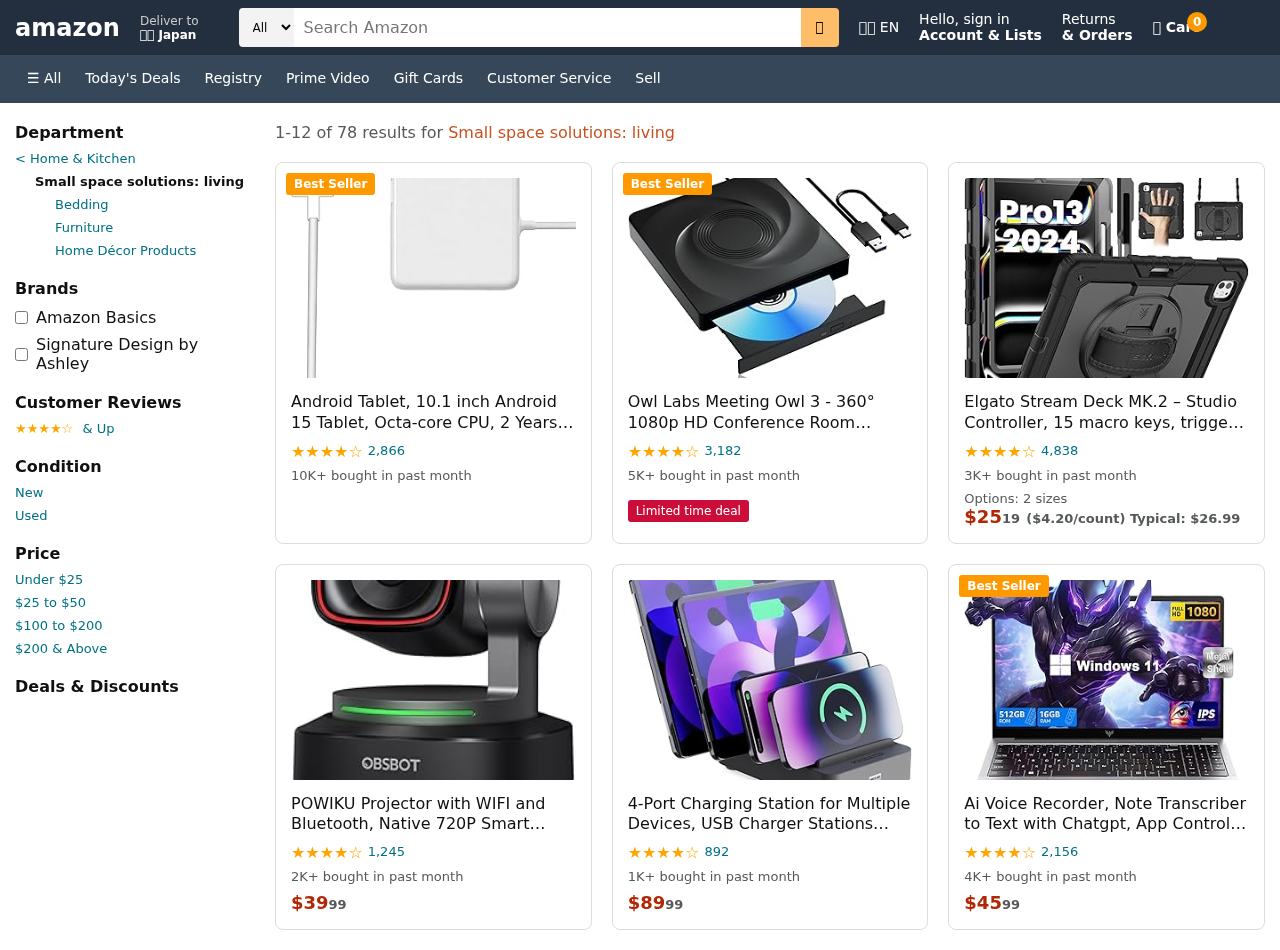 amazon
Deliver to
Japan
All
Search Amazon
EN
Hello, sign in
Account & Lists
Returns
& Orders
0
☰ All
Today's Deals
Registry
Prime Video
Gift Cards
Customer Service
Sell
Department
< Home & Kitchen
Small space solutions: living
Bedding
Furniture
Home Décor Products
Brands
Amazon Basics
Signature Design by
Ashley
Customer Reviews
★★★★☆ & Up
Condition
New
Used
Price
Under $25
$25 to $50
$100 to $200
$200 & Above
Deals & Discounts
1-12 of 78 results for Small space solutions: living
Best Seller
Android Tablet, 10.1 inch Android
15 Tablet, Octa-core CPU, 2 Years…
★★★★☆ 2,866
10K+ bought in past month
Best Seller
Owl Labs Meeting Owl 3 - 360°
1080p HD Conference Room…
★★★★☆ 3,182
5K+ bought in past month
Limited time deal
Pro13
2024
Elgato Stream Deck MK.2 – Studio
Controller, 15 macro keys, trigge…
★★★★☆ 4,838
3K+ bought in past month
Options: 2 sizes
$2519 ($4.20/count) Typical: $26.99
OBSBOT
POWIKU Projector with WIFI and
Bluetooth, Native 720P Smart…
★★★★☆ 1,245
2K+ bought in past month
$3999
4-Port Charging Station for Multiple
Devices, USB Charger Stations…
★★★★☆ 892
1K+ bought in past month
$8999
Best Seller
FULL HD 1080
Windows 11
Metal
Shell
512GB
ROM
16GB
RAM
IPS
Ai Voice Recorder, Note Transcriber
to Text with Chatgpt, App Control…
★★★★☆ 2,156
4K+ bought in past month
$4599